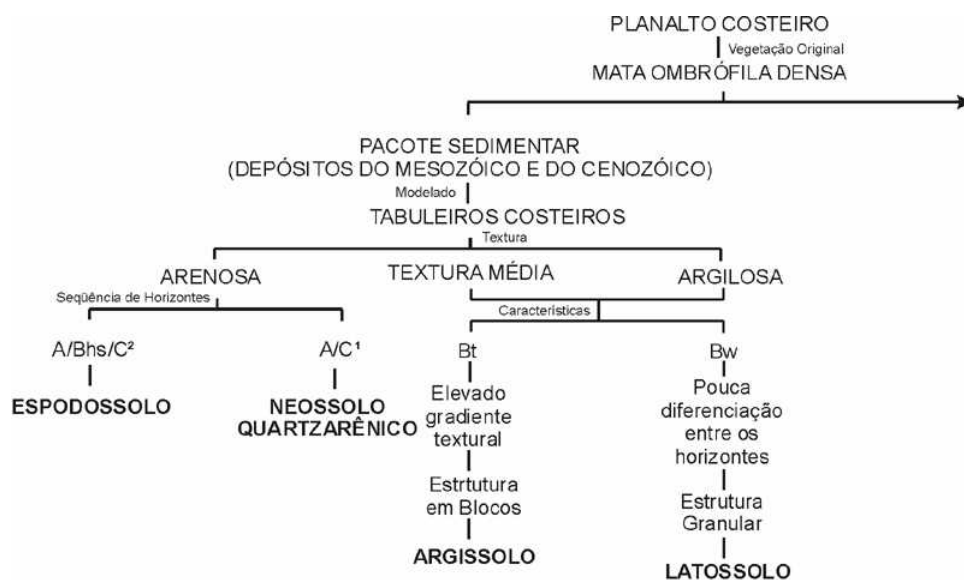 PLANALTO COSTEIRO
Vegetação Original
MATA OMBRÓFILA DENSA
PACOTE SEDIMENTAR
(DEPÓSITOS DO MESOZÓICO E DO CENOZÓICO)
Modelado
TABULEIROS COSTEIROS
Textura
ARENOSA
TEXTURA MÉDIA
ARGILOSA
Seqüência de Horizontes
Características
A/Bhs/C²
A/C¹
Bt
Bw
ESPODOSSOLO
NEOSSOLO
QUARTZARÊNICO
Elevado
gradiente
textural
Pouca
diferenciação
entre os
horizontes
Estrtutura
em Blocos
Estrutura
Granular
ARGISSOLO
LATOSSOLO